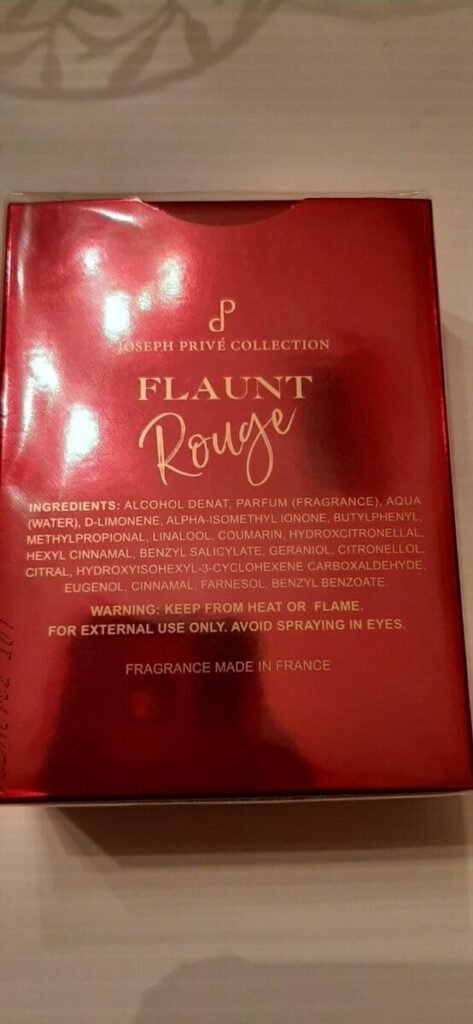 JOSEPH PRIVÉ COLLECTION
FLAUNT
Rouge
INGREDIENTS: ALCOHOL DENAT, PARFUM (FRAGRANCE), AQUA
(WATER), D-LIMONENE, ALPHA-ISOMETHYL IONONE, BUTYLPHENYL,
METHYLPROPIONAL, LINALOOL, COUMARIN, HYDROXCITRONELLAL,
HEXYL CINNAMAL, BENZYL SALICYLATE, GERANIOL, CITRONELLOL,
CITRAL, HYDROXYISOHEXYL-3-CYCLOHEXENE CARBOXALDEHYDE,
EUGENOL, CINNAMAL, FARNESOL, BENZYL BENZOATE.
WARNING: KEEP FROM HEAT OR FLAME.
FOR EXTERNAL USE ONLY. AVOID SPRAYING IN EYES.
FRAGRANCE MADE IN FRANCE
LOT